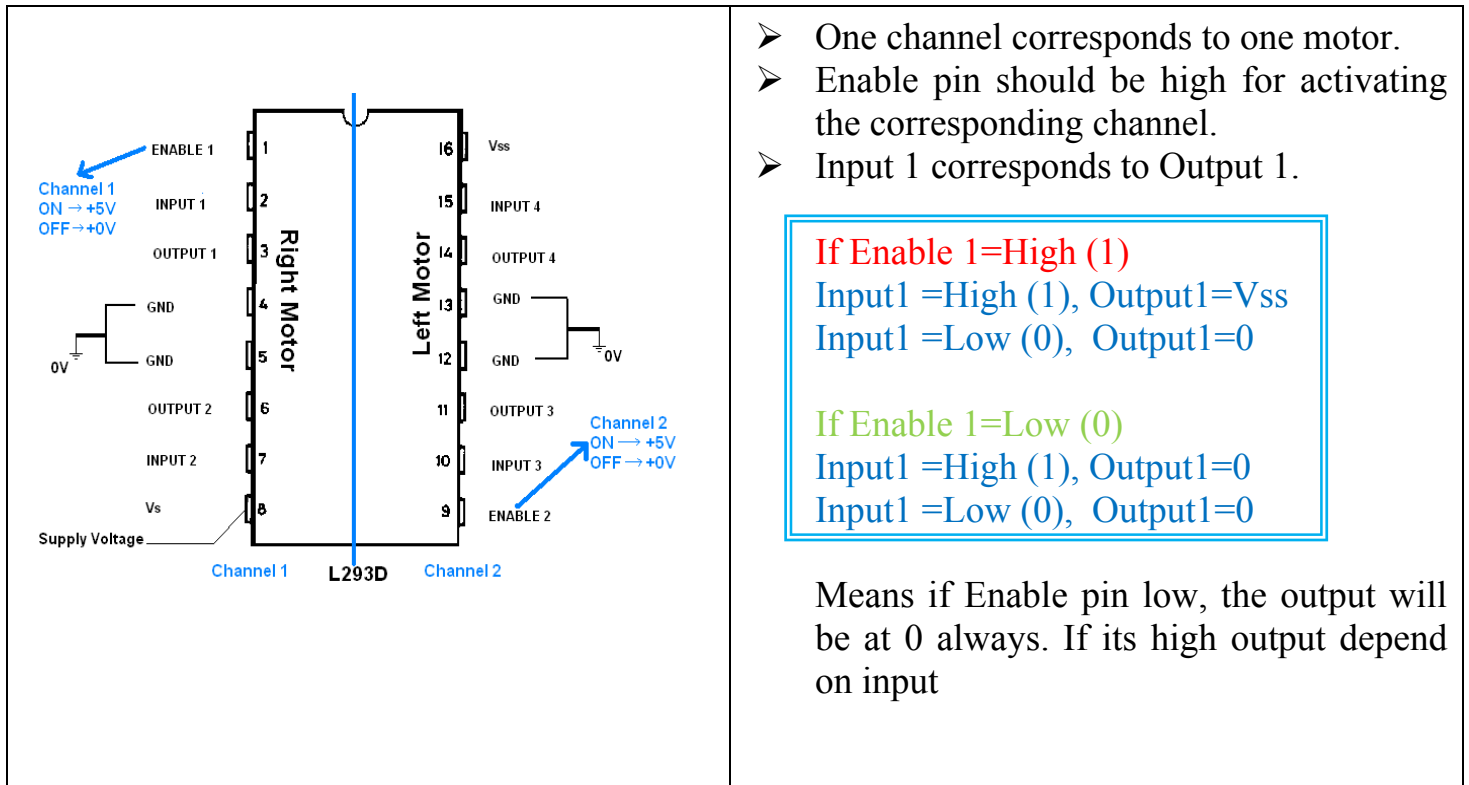 ENABLE 1
Channel 1
ON → +5V
OFF→+0V
INPUT 1
OUTPUT 1
GND
0V
GND
OUTPUT 2
INPUT 2
Vs
Supply Voltage
1
2
3
4
5
6
7
8
Right Motor
Left Motor
16
15
14
13
12
11
10
9
Vss
INPUT 4
OUTPUT 4
GND
GND
0V
OUTPUT 3
Channel 2
ON → +5V
OFF → +0V
INPUT 3
ENABLE 2
Channel 1
L293D
Channel 2
➢ One channel corresponds to one motor.
➢ Enable pin should be high for activating
the corresponding channel.
➢ Input 1 corresponds to Output 1.
If Enable 1=High (1)
Input1 =High (1), Output1=Vss
Input1 =Low (0), Output1=0
If Enable 1=Low (0)
Input1 =High (1), Output1=0
Input1 =Low (0), Output1=0
Means if Enable pin low, the output will
be at 0 always. If its high output depend
on input